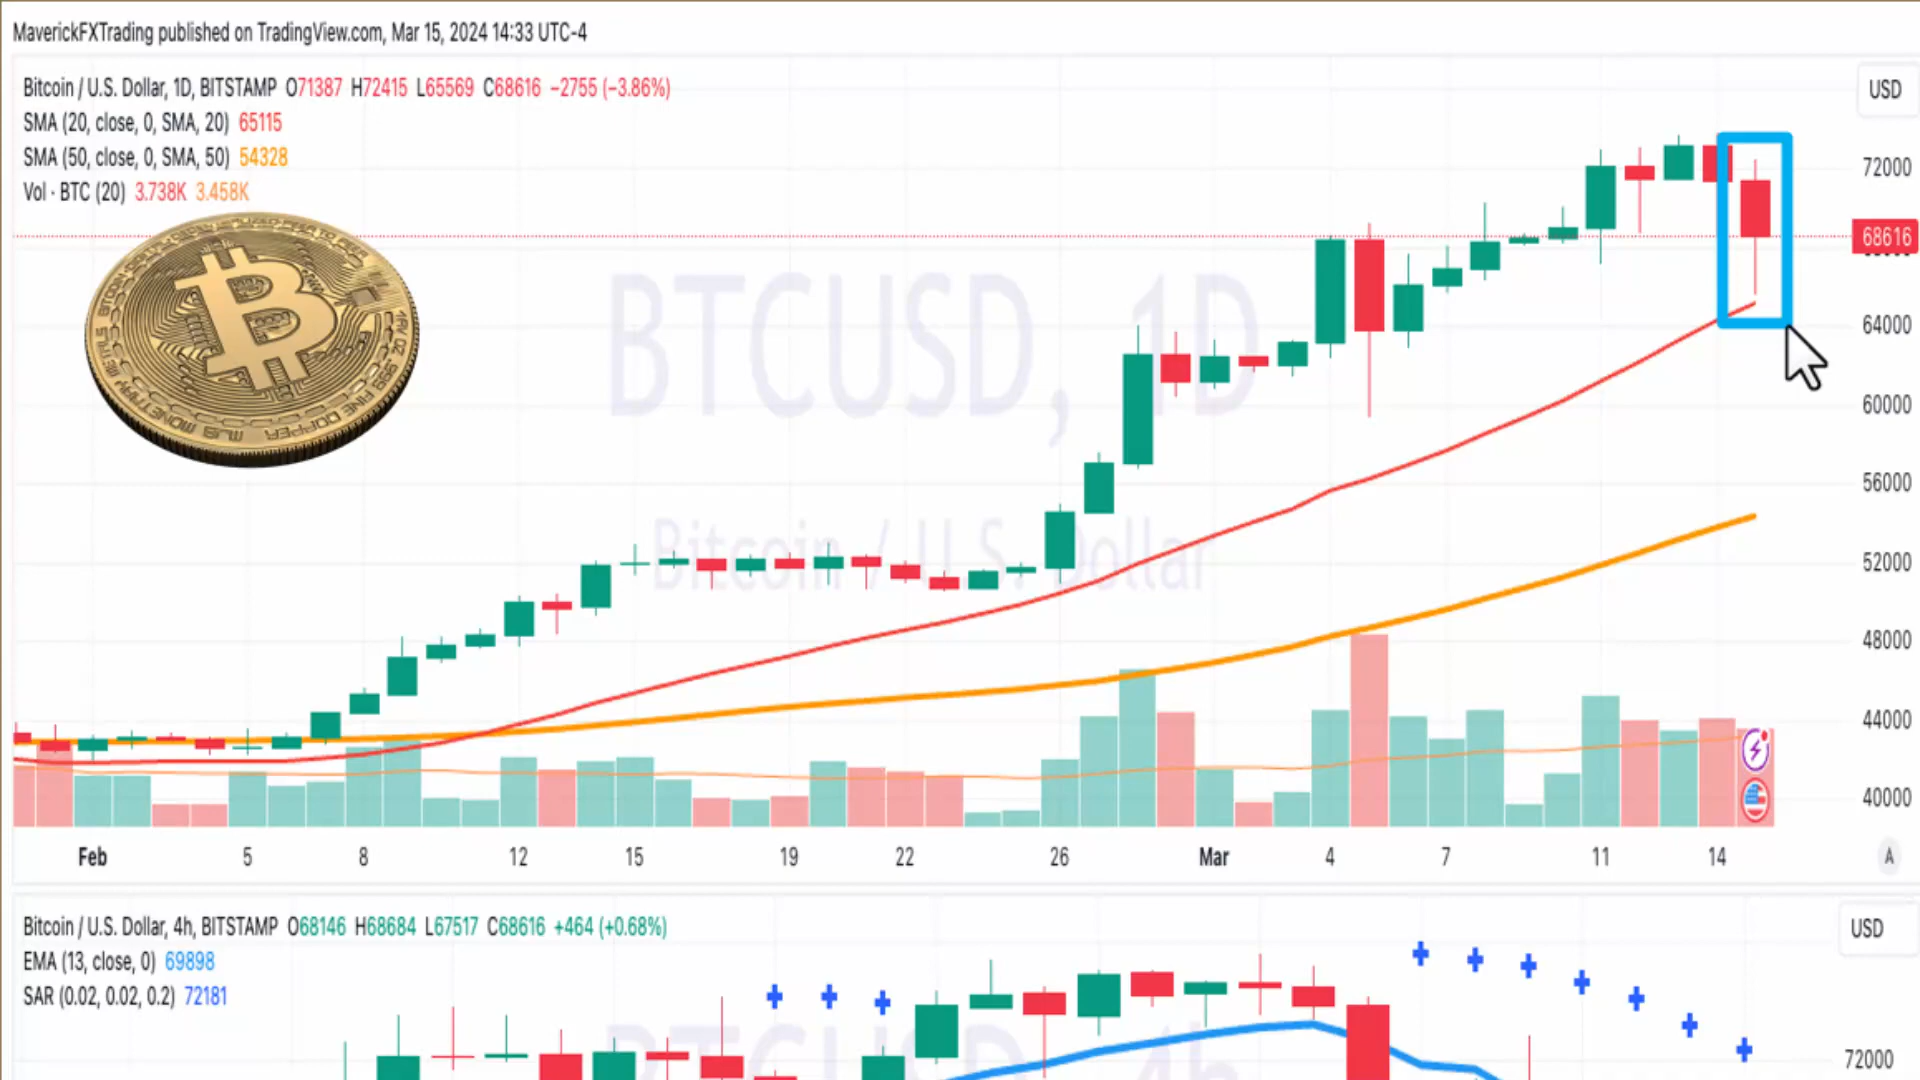 MaverickFXTrading published on TradingView.com, Mar 15, 2024 14:33 UTC-4
Bitcoin / U.S. Dollar, 1D, BITSTAMP O71387 H72415 L65569 C68616 −2755 (−3.86%)
USD
SMA (20, close, 0, SMA, 20) 65115
SMA (50, close, 0, SMA, 50) 54328
Vol · BTC (20) 3.738K 3.458K
72000
68616
64000
60000
56000
52000
48000
44000
40000
BTCUSD, 1D
Bitcoin / U.S. Dollar
Feb 5 8 12 15 19 22 26 Mar 4 7 11 14 A
Bitcoin / U.S. Dollar, 4h, BITSTAMP O68146 H68684 L67517 C68616 +464 (+0.68%)
USD
EMA (13, close, 0) 69898
SAR (0.02, 0.02, 0.2) 72181
BTCUSD, 4h
72000